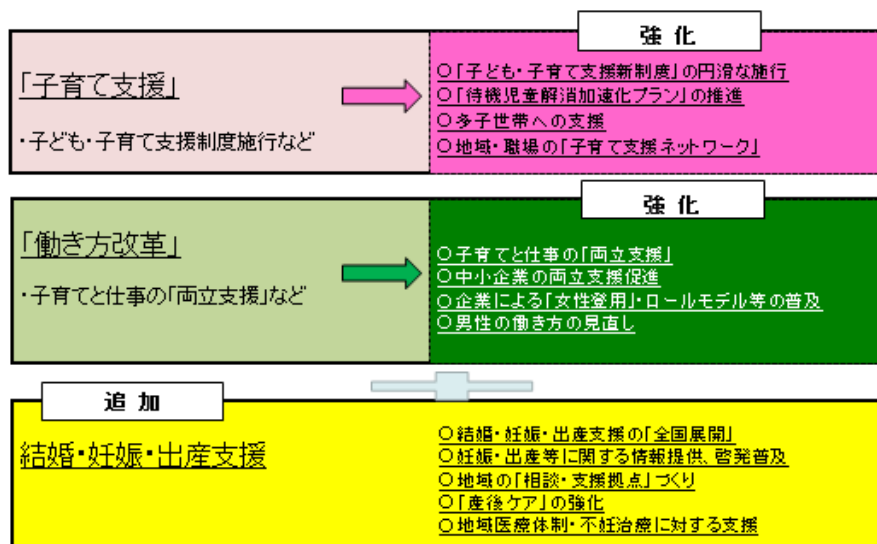 強化
「子育て支援」
・子ども・子育て支援制度施行など
○「子ども・子育て支援新制度」の円滑な施行
○「待機児童解消加速化プラン」の推進
○多子世帯への支援
○地域・職場の「子育て支援ネットワーク」
強化
「働き方改革」
・子育てと仕事の「両立支援」など
○子育てと仕事の「両立支援」
○中小企業の両立支援促進
○企業による「女性登用」・ロールモデル等の普及
○男性の働き方の見直し
追加
結婚・妊娠・出産支援
○結婚・妊娠・出産支援の「全国展開」
○妊娠・出産等に関する情報提供、啓発普及
○地域の「相談・支援拠点」づくり
○「産後ケア」の強化
○地域医療体制・不妊治療に対する支援